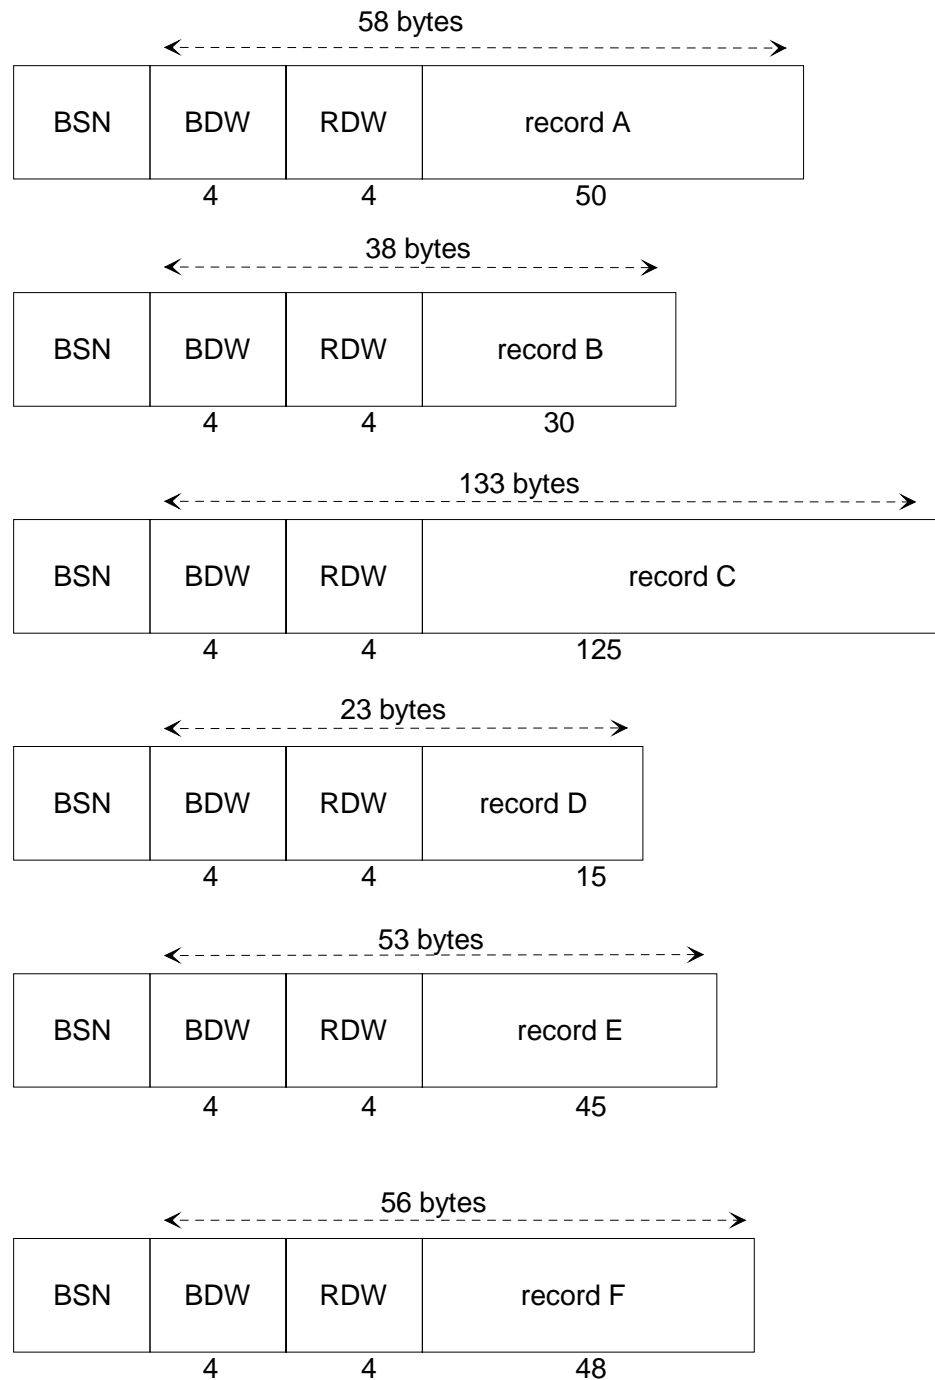 58 bytes
BSN BDW RDW record A
4 4 50
38 bytes
BSN BDW RDW record B
4 4 30
133 bytes
BSN BDW RDW record C
4 4 125
23 bytes
BSN BDW RDW record D
4 4 15
53 bytes
BSN BDW RDW record E
4 4 45
56 bytes
BSN BDW RDW record F
4 4 48